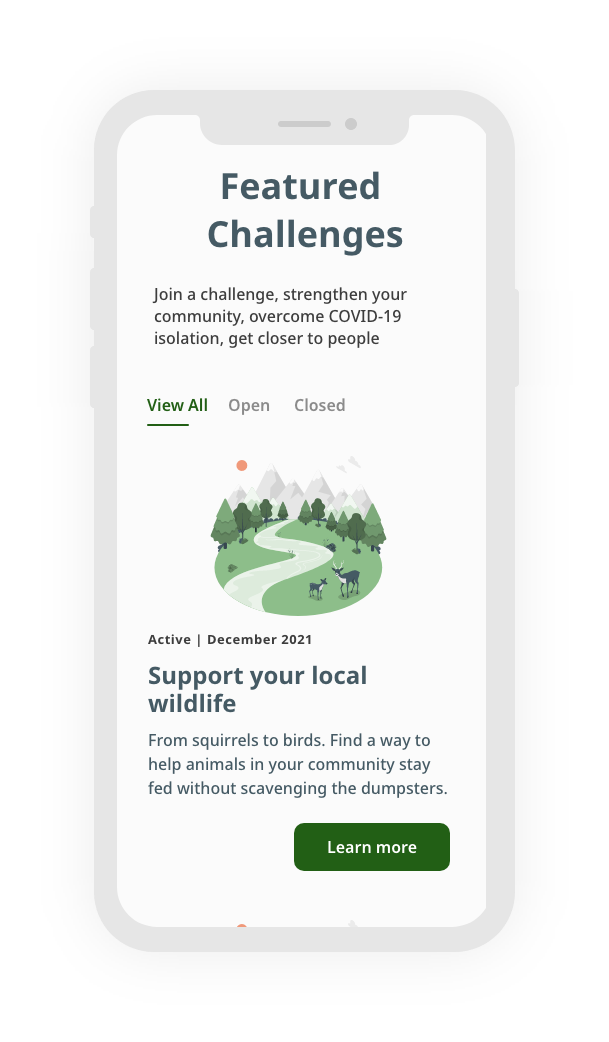 Featured
Challenges
Join a challenge, strengthen your
community, overcome COVID-19
isolation, get closer to people
View All Open Closed
Active | December 2021
Support your local
wildlife
From squirrels to birds. Find a way to
help animals in your community stay
fed without scavenging the dumpsters.
Learn more